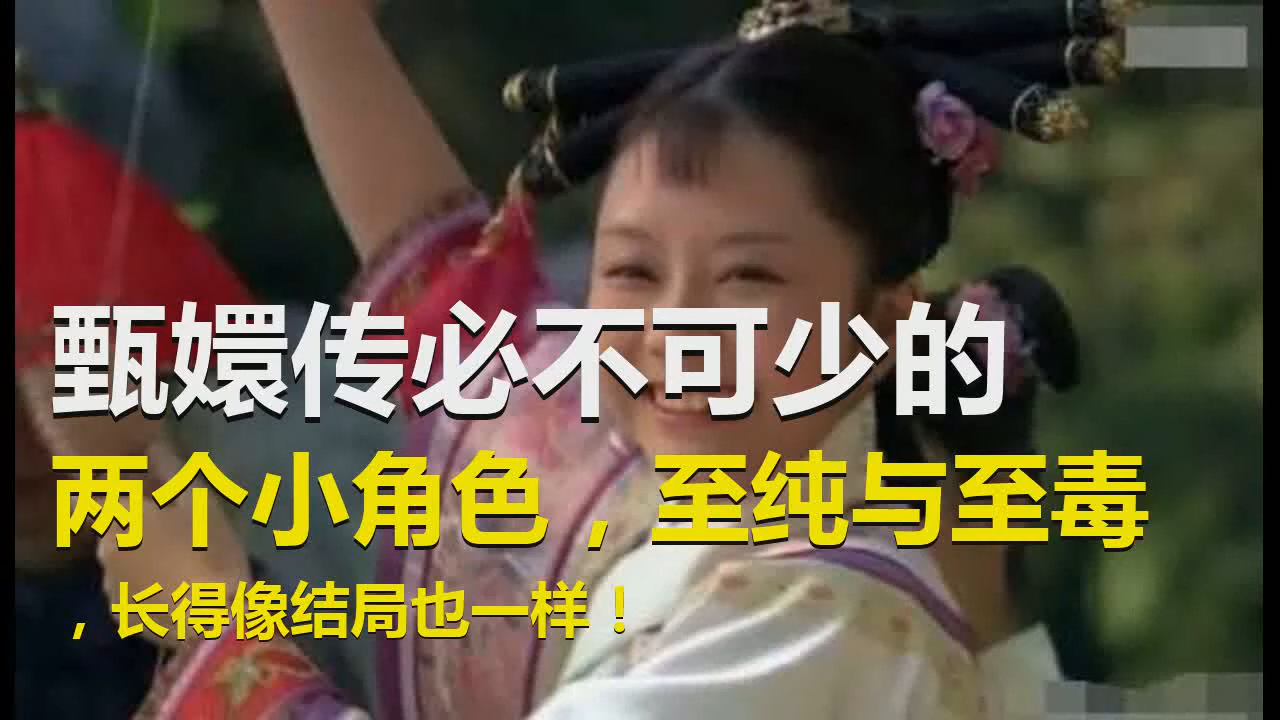 甄嬛传必不可少的
两个小角色，至纯与至毒
，长得像结局也一样！